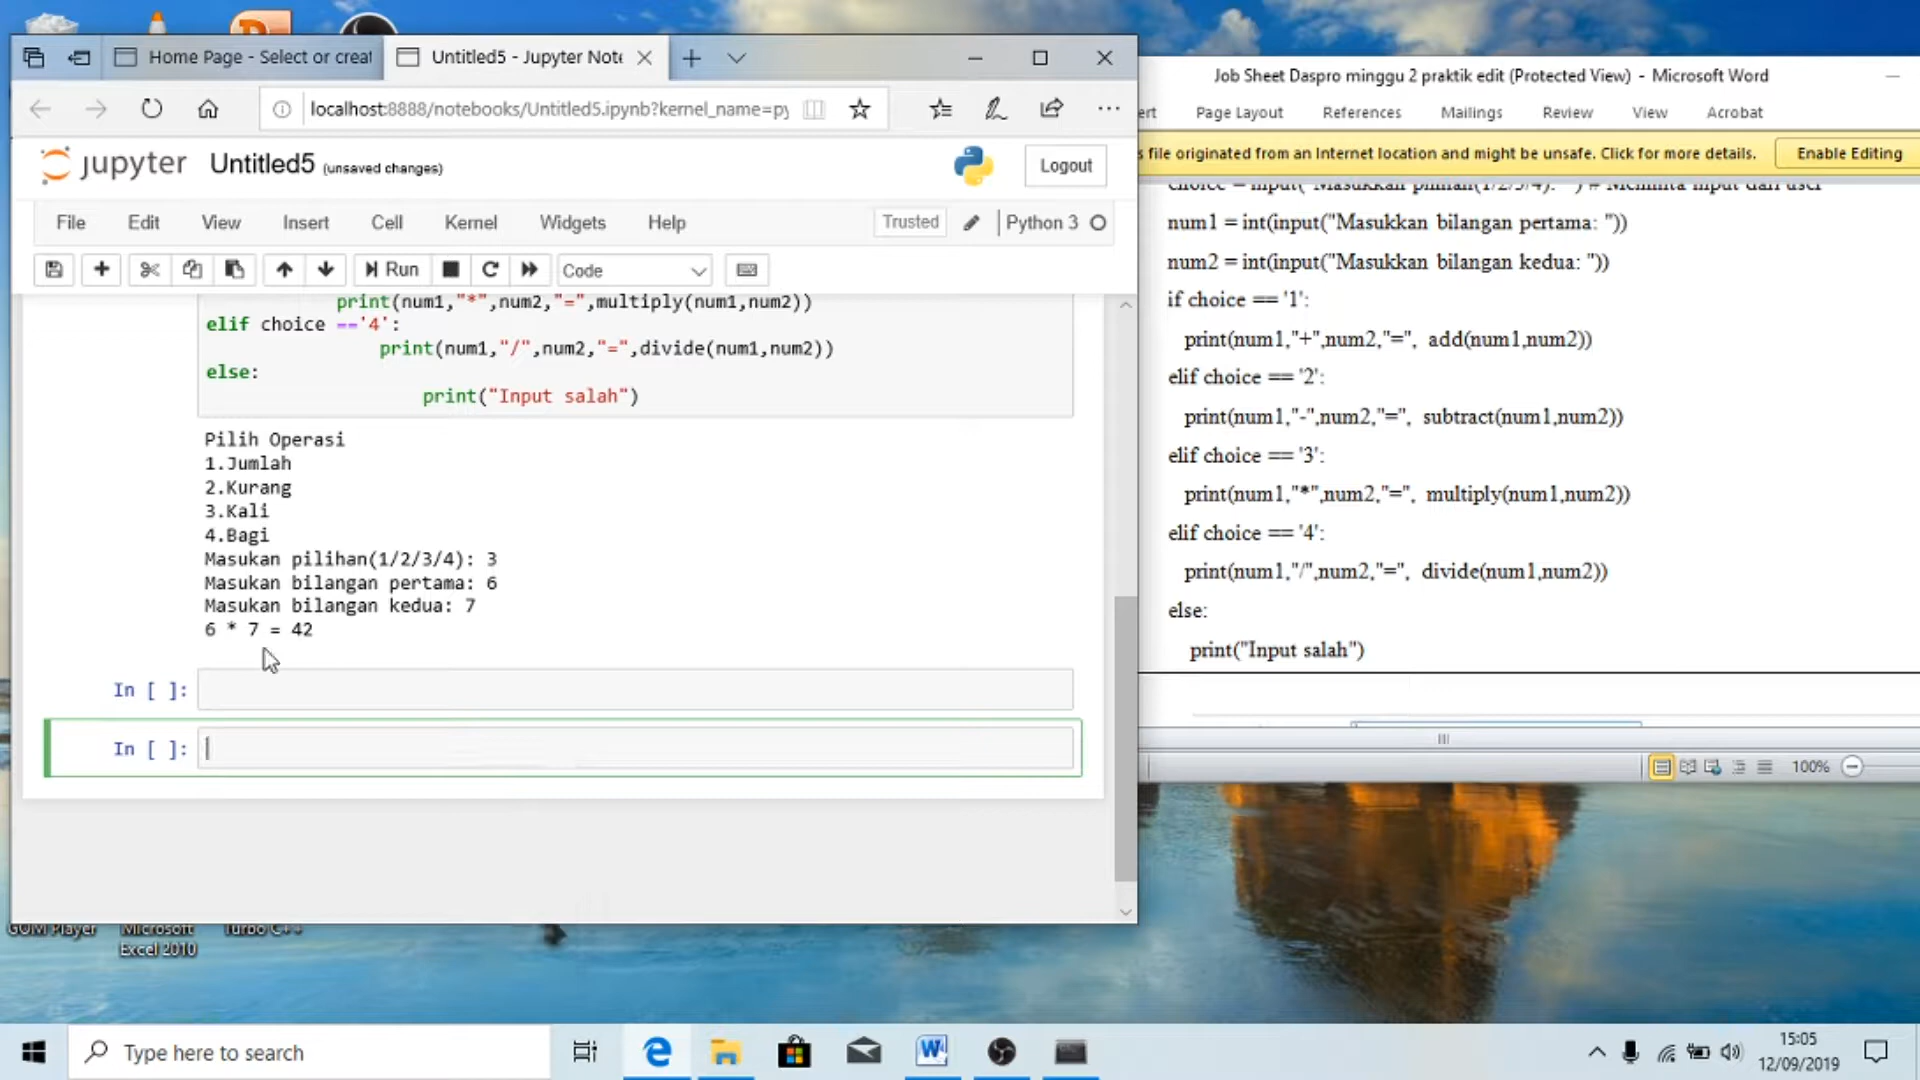 Home Page - Select or creat
Untitled5 - Jupyter Note
localhost:8888/notebooks/Untitled5.ipynb?kernel_name=py
jupyter Untitled5 (unsaved changes)
Logout
File Edit View Insert Cell Kernel Widgets Help
Trusted
Python 3
Run
Code
print(num1,"*",num2,"=",multiply(num1,num2))
elif choice =='4':
print(num1,"/",num2,"=",divide(num1,num2))
else:
print("Input salah")
Pilih Operasi
1.Jumlah
2.Kurang
3.Kali
4.Bagi
Masukan pilihan(1/2/3/4): 3
Masukan bilangan pertama: 6
Masukan bilangan kedua: 7
6 * 7 = 42
In [ ]:
In [ ]:
Job Sheet Daspro minggu 2 praktik edit (Protected View) - Microsoft Word
ert Page Layout References Mailings Review View Acrobat
s file originated from an Internet location and might be unsafe. Click for more details.
Enable Editing
choice = input("Masukkan pilihan(1/2/3/4): ") # Meminta input dari user
num1 = int(input("Masukkan bilangan pertama: "))
num2 = int(input("Masukkan bilangan kedua: "))
if choice == '1':
print(num1,"+",num2,"=", add(num1,num2))
elif choice == '2':
print(num1,"-",num2,"=", subtract(num1,num2))
elif choice == '3':
print(num1,"*",num2,"=", multiply(num1,num2))
elif choice == '4':
print(num1,"/",num2,"=", divide(num1,num2))
else:
print("Input salah")
100%
GOM Player
Microsoft
Excel 2010
Turbo C++
Type here to search
15:05
12/09/2019